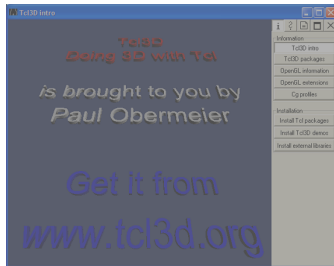 Tcl3D intro
Tcl3D
Doing 3D with Tcl
is brought to you by
Paul Obermeier
Get it from
www.tcl3d.org
Information
Tcl3D intro
Tcl3D packages
OpenGL information
OpenGL extensions
Cg profiles
Installation
Install Tcl packages
Install Tcl3D demos
Install external libraries